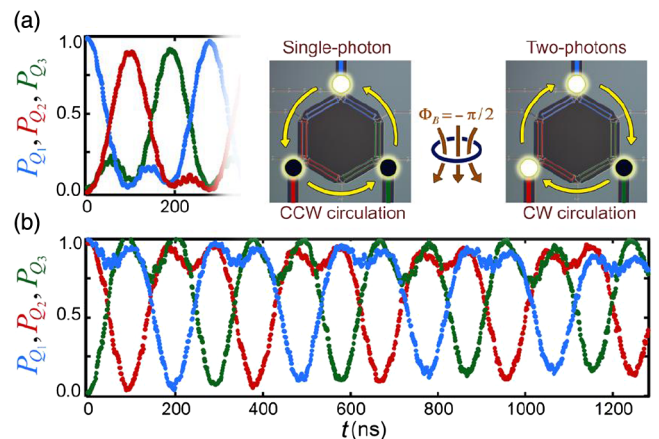 (a)
Single-photon
Two-photons
P_Q1, P_Q2, P_Q3
1.0
0.5
0.0
0
200
Φ_B = −π/2
CCW circulation
CW circulation
(b)
P_Q1, P_Q2, P_Q3
1.0
0.5
0.0
0 200 400 600 800 1000 1200
t (ns)